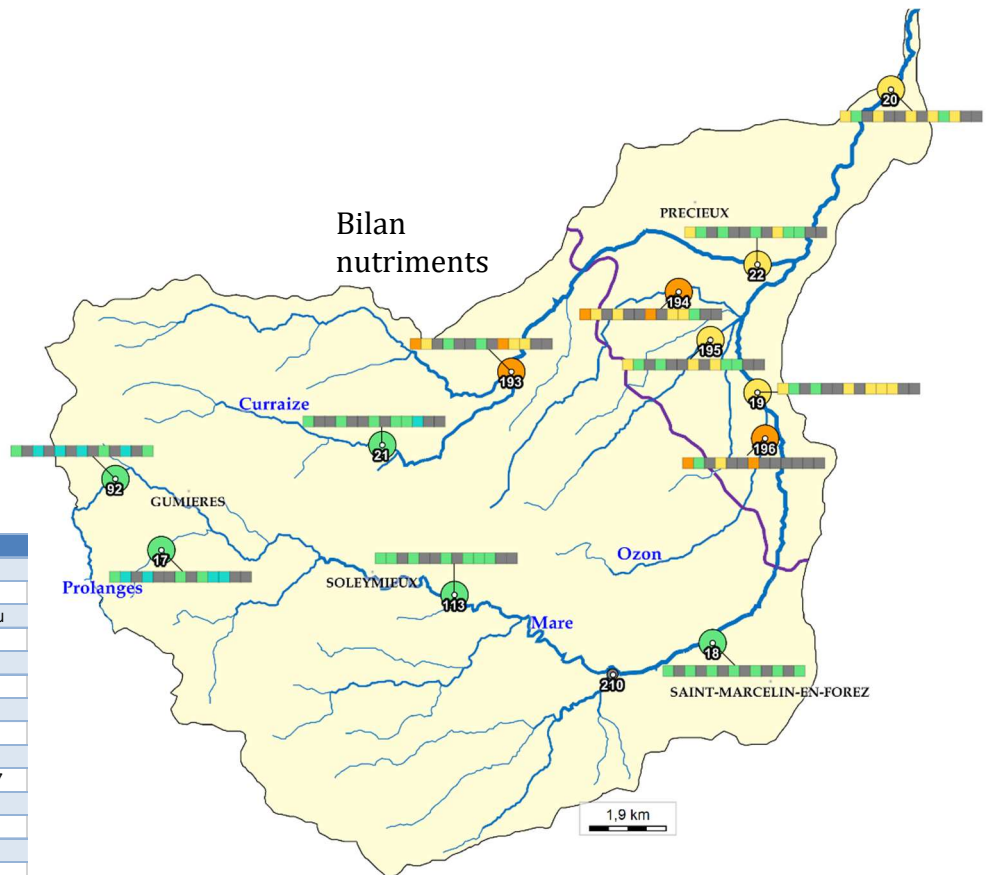 20
PRECIEUX
Bilan
nutriments
22
194
195
193
19
Curraize
21
196
92
GUMIERES
17
Ozon
SOLEYMIEUX
Prolanges
113
Mare
18
210
SAINT-MARCELIN-EN-FOREZ
1,9 km